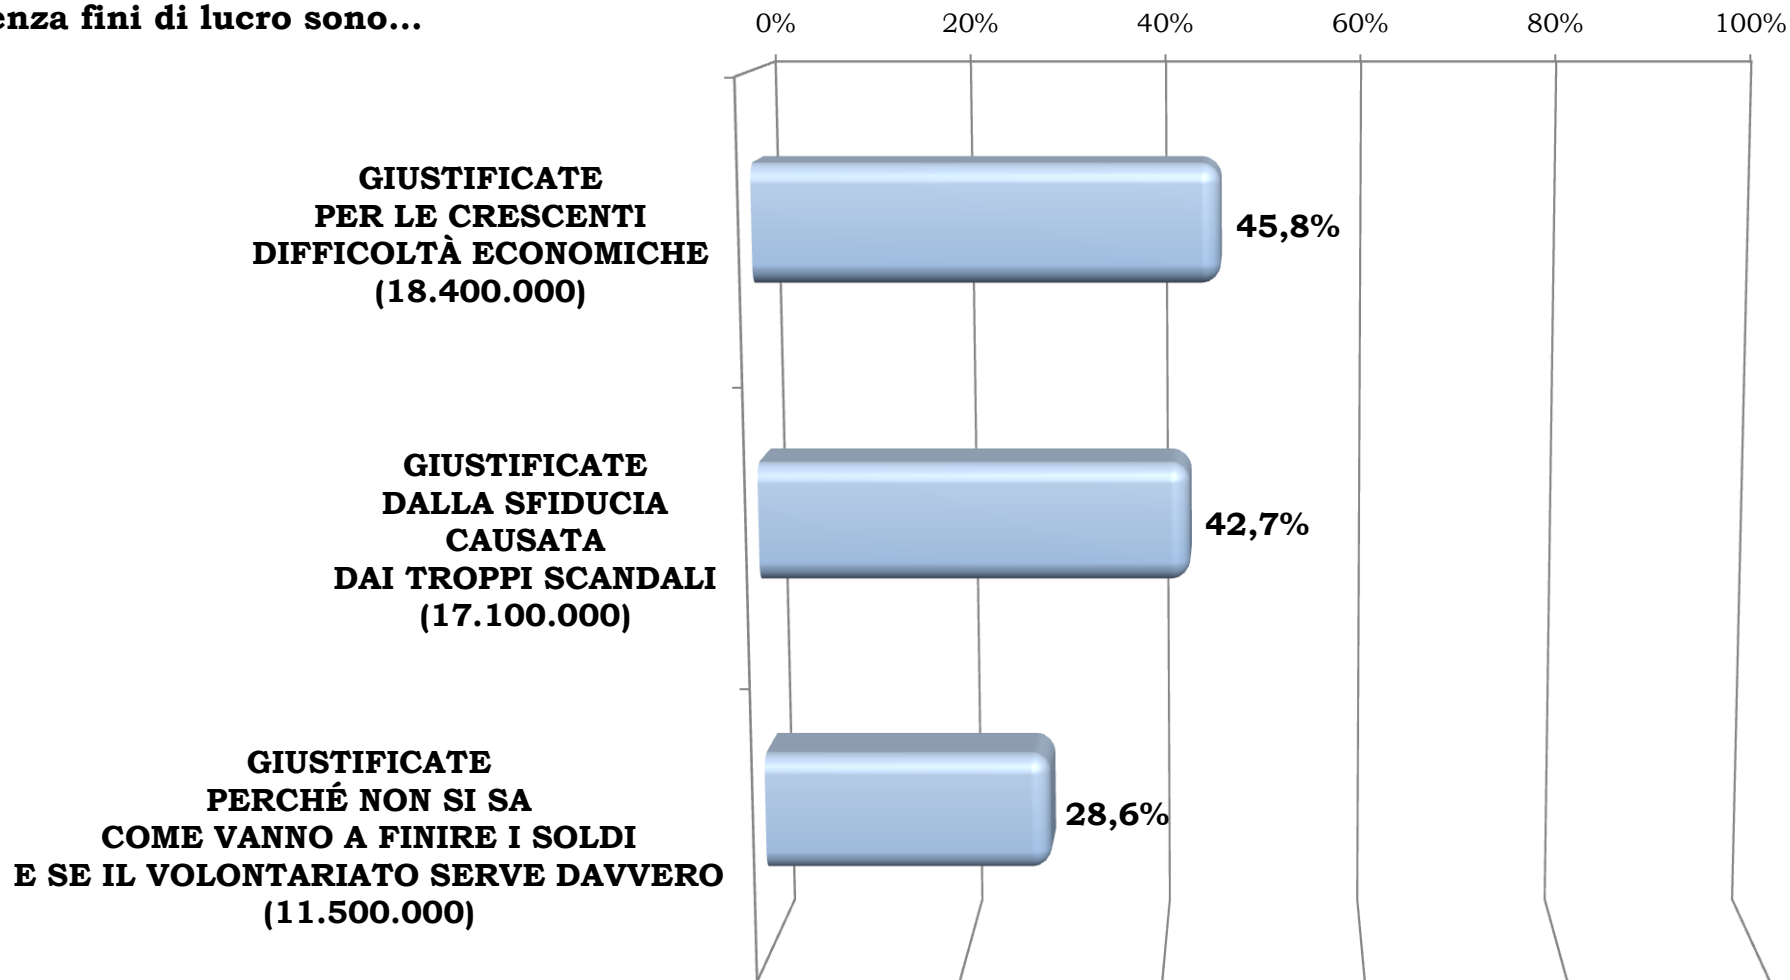 fini di lucro sono...
0% 20% 40% 60% 80% 100%
GIUSTIFICATE
PER LE CRESCENTI
DIFFICOLTÀ ECONOMICHE
(18.400.000)
45,8%
GIUSTIFICATE
DALLA SFIDUCIA
CAUSATA
DAI TROPPI SCANDALI
(17.100.000)
42,7%
GIUSTIFICATE
PERCHÉ NON SI SA
COME VANNO A FINIRE I SOLDI
E SE IL VOLONTARIATO SERVE DAVVERO
(11.500.000)
28,6%